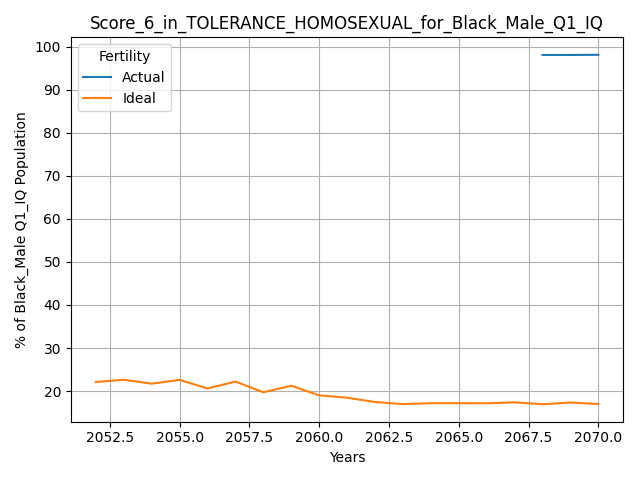 Score_6_in_TOLERANCE_HOMOSEXUAL_for_Black_Male_Q1_IQ
Fertility
Actual
Ideal
% of Black_Male Q1_IQ Population
100
90
80
70
60
50
40
30
20
2052.5 2055.0 2057.5 2060.0 2062.5 2065.0 2067.5 2070.0
Years